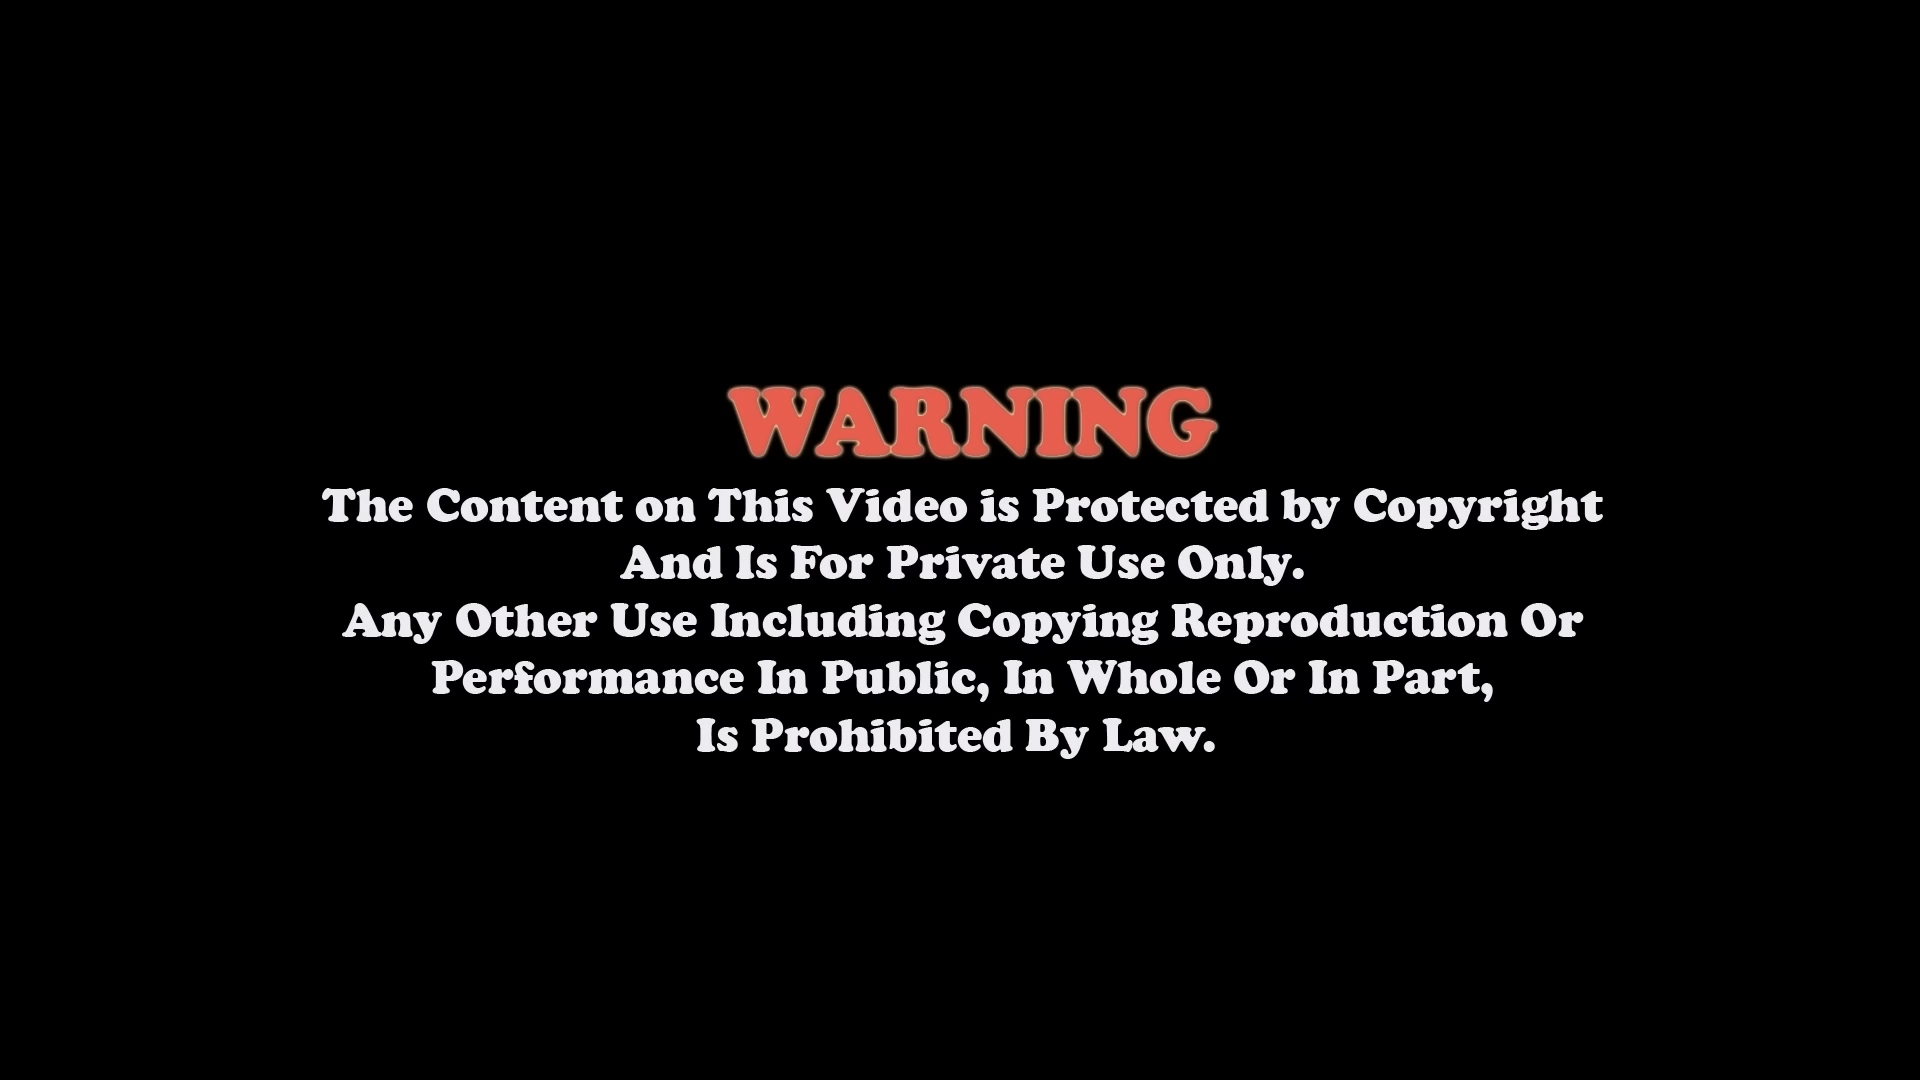 WARNING
The Content on This Video is Protected by Copyright
And Is For Private Use Only.
Any Other Use Including Copying Reproduction Or
Performance In Public, In Whole Or In Part,
Is Prohibited By Law.